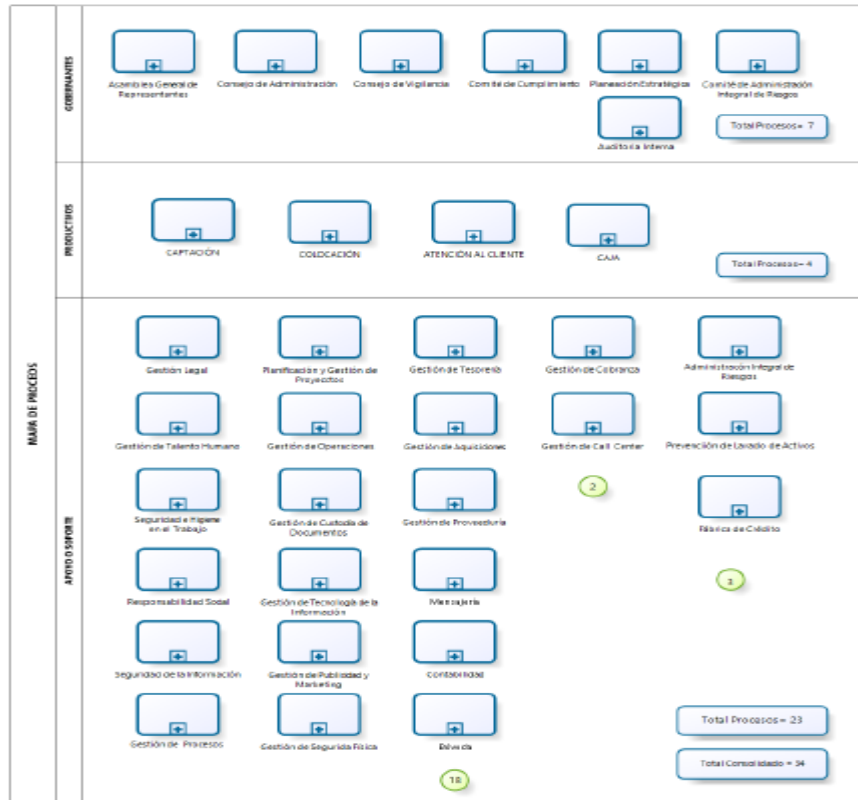 MAPA DE PROCEOS
GOBERNANTES
Asamblea General de
Representantes
Consejo de Administración
Consejo de Vigilancia
Comité de Cumplimiento
Planeación Estratégica
Comité de Administración
Integral de Riesgos
Auditoria Interna
Total Procesos= 7
PRODUCTIVOS
CAPTACIÓN
COLOCACIÓN
ATENCIÓN AL CLIENTE
CAJA
Total Procesos= 4
APOYO O SOPORTE
Gestión Legal
Planificación y Gestión de
Proyectos
Gestión de Tesorería
Gestión de Cobranza
Administración Integral de
Riesgos
Gestión de Talento Humano
Gestión de Operaciones
Gestión de Aquisiciones
Gestión de Call Center
Prevención de Lavado de Activos
Seguridad e Higiene
en el Trabajo
Gestión de Custodia de
Documentos
Gestión de Proveeduria
2
Fábrica de Crédito
Responsabilidad Social
Gestión de Tecnología de la
Información
Mensajería
3
Seguridad de la Información
Gestión de Publicidad y
Marketing
Contabilidad
Gestión de Procesos
Gestión de Segurida Física
Bóveda
18
Total Procesos = 23
Total Consolidado = 34